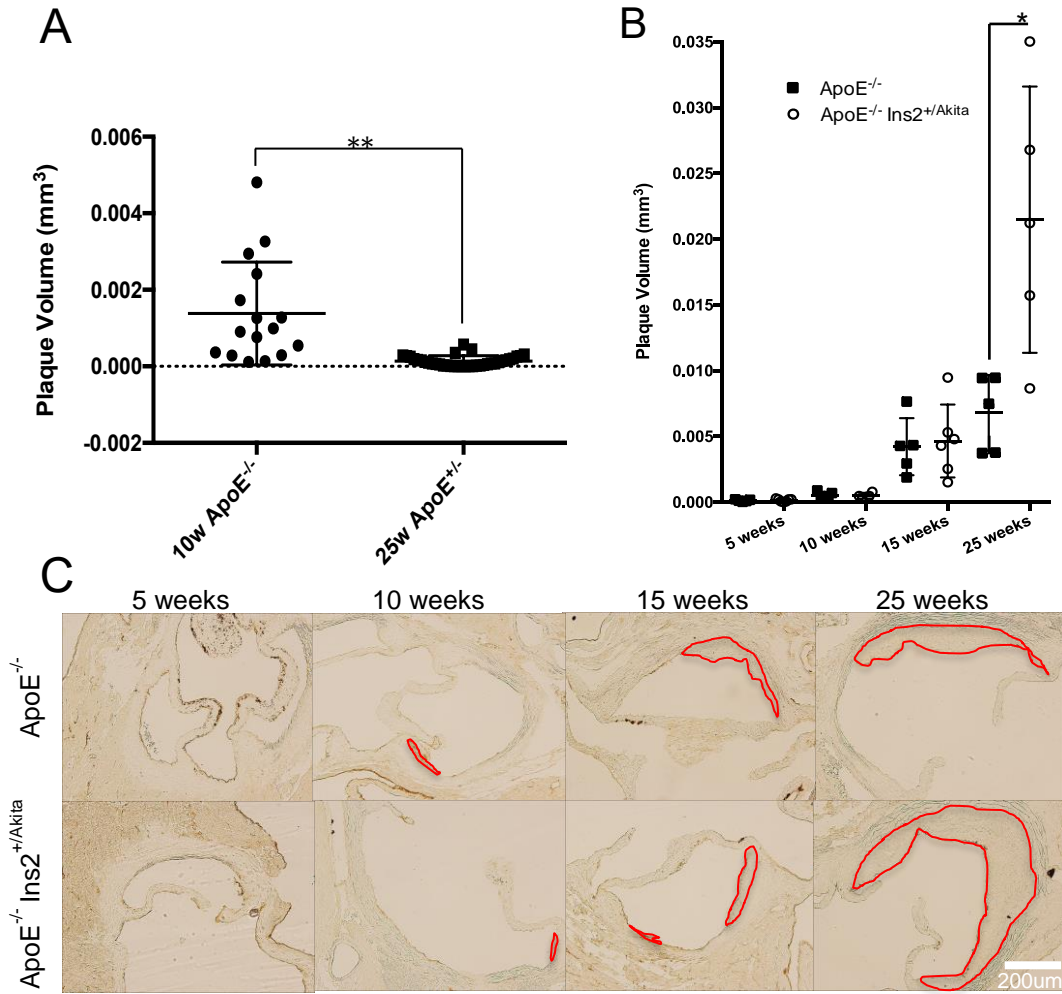 A
Plaque Volume (mm³)
0.006
0.004
0.002
0.000
-0.002
**
10w ApoE⁻/⁻
25w ApoE⁺/⁻
B
Plaque Volume (mm³)
0.035
0.030
0.025
0.020
0.015
0.010
0.005
0.000
*
ApoE⁻/⁻
ApoE⁻/⁻ Ins2⁺/ᴬᵏⁱᵗᵃ
5 weeks
10 weeks
15 weeks
25 weeks
C
5 weeks 10 weeks 15 weeks 25 weeks
ApoE⁻/⁻
ApoE⁻/⁻ Ins2⁺/ᴬᵏⁱᵗᵃ
200um